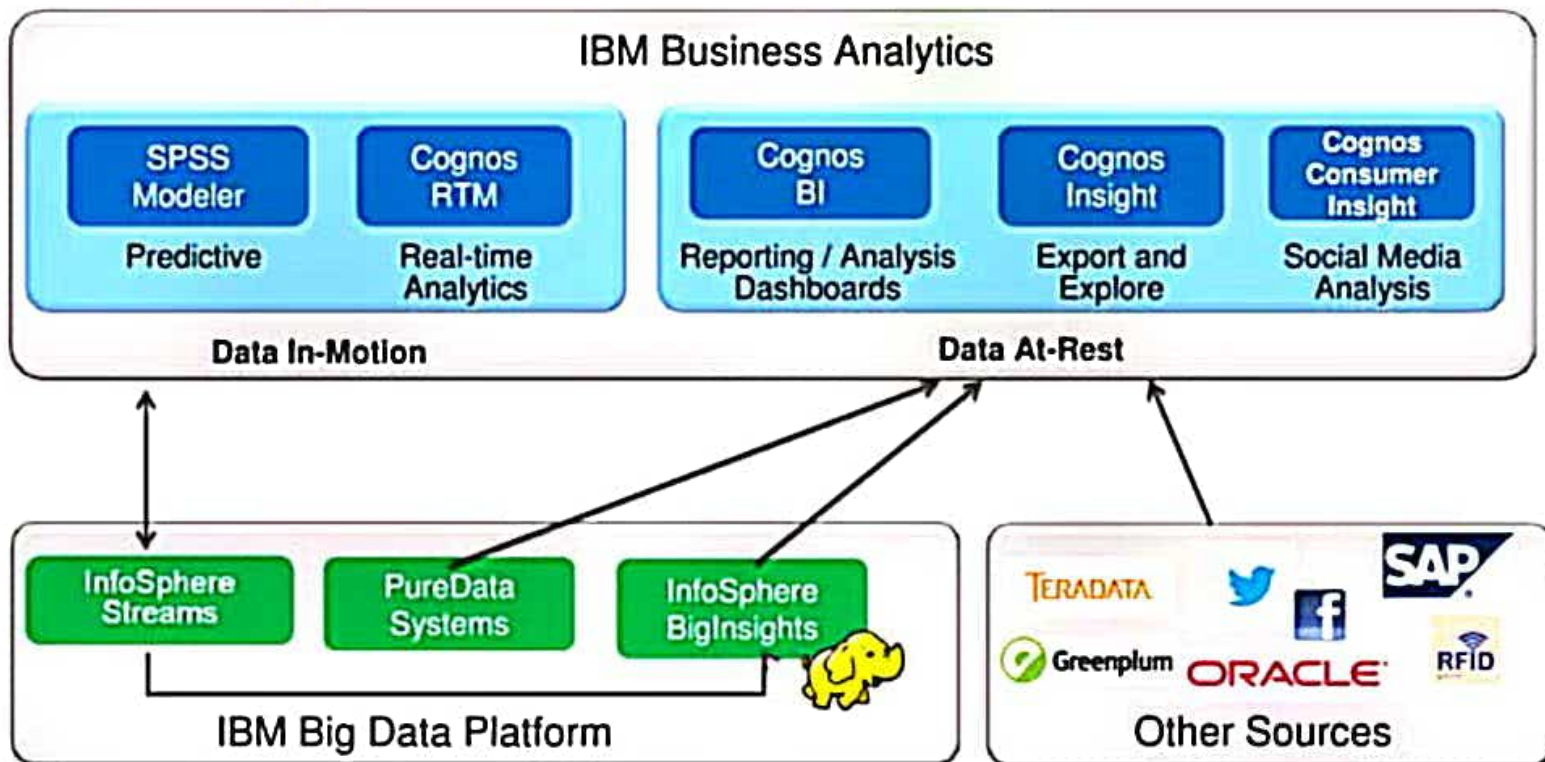 IBM Business Analytics
SPSS
Modeler
Predictive
Cognos
RTM
Real-time
Analytics
Data In-Motion
Cognos
BI
Reporting / Analysis
Dashboards
Cognos
Insight
Export and
Explore
Cognos
Consumer
Insight
Social Media
Analysis
Data At-Rest
InfoSphere
Streams
PureData
Systems
InfoSphere
BigInsights
IBM Big Data Platform
TERADATA
f
SAP
Greenplum
ORACLE
RFID
Other Sources